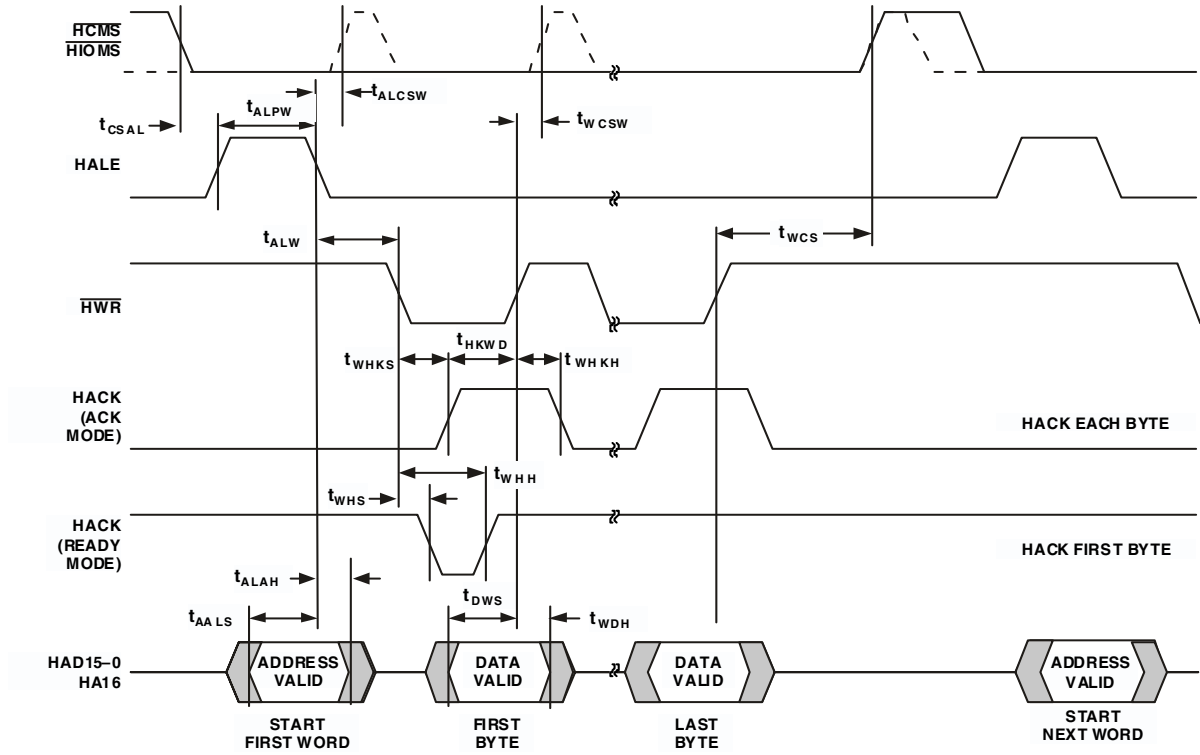 HCMS
HIOMS
tALCSW
tALPW
tCSAL
tWCSW
HALE
tALW
tWCS
HWR
tHKWD
tWHKS
tWHKH
HACK
(ACK
MODE)
HACK EACH BYTE
tWHH
tWHS
HACK
(READY
MODE)
HACK FIRST BYTE
tALAH
tDWS
tAALS
tWDH
HAD15–0
HA16
ADDRESS
VALID
DATA
VALID
DATA
VALID
ADDRESS
VALID
START
FIRST WORD
FIRST
BYTE
LAST
BYTE
START
NEXT WORD